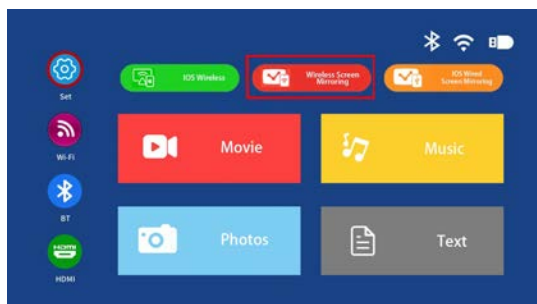 IOS Wireless
Wireless Screen
Mirroring
IOS Wired
Screen Mirroring
Set
Movie
Music
Wi-Fi
BT
Photos
Text
HDMI
HDMI